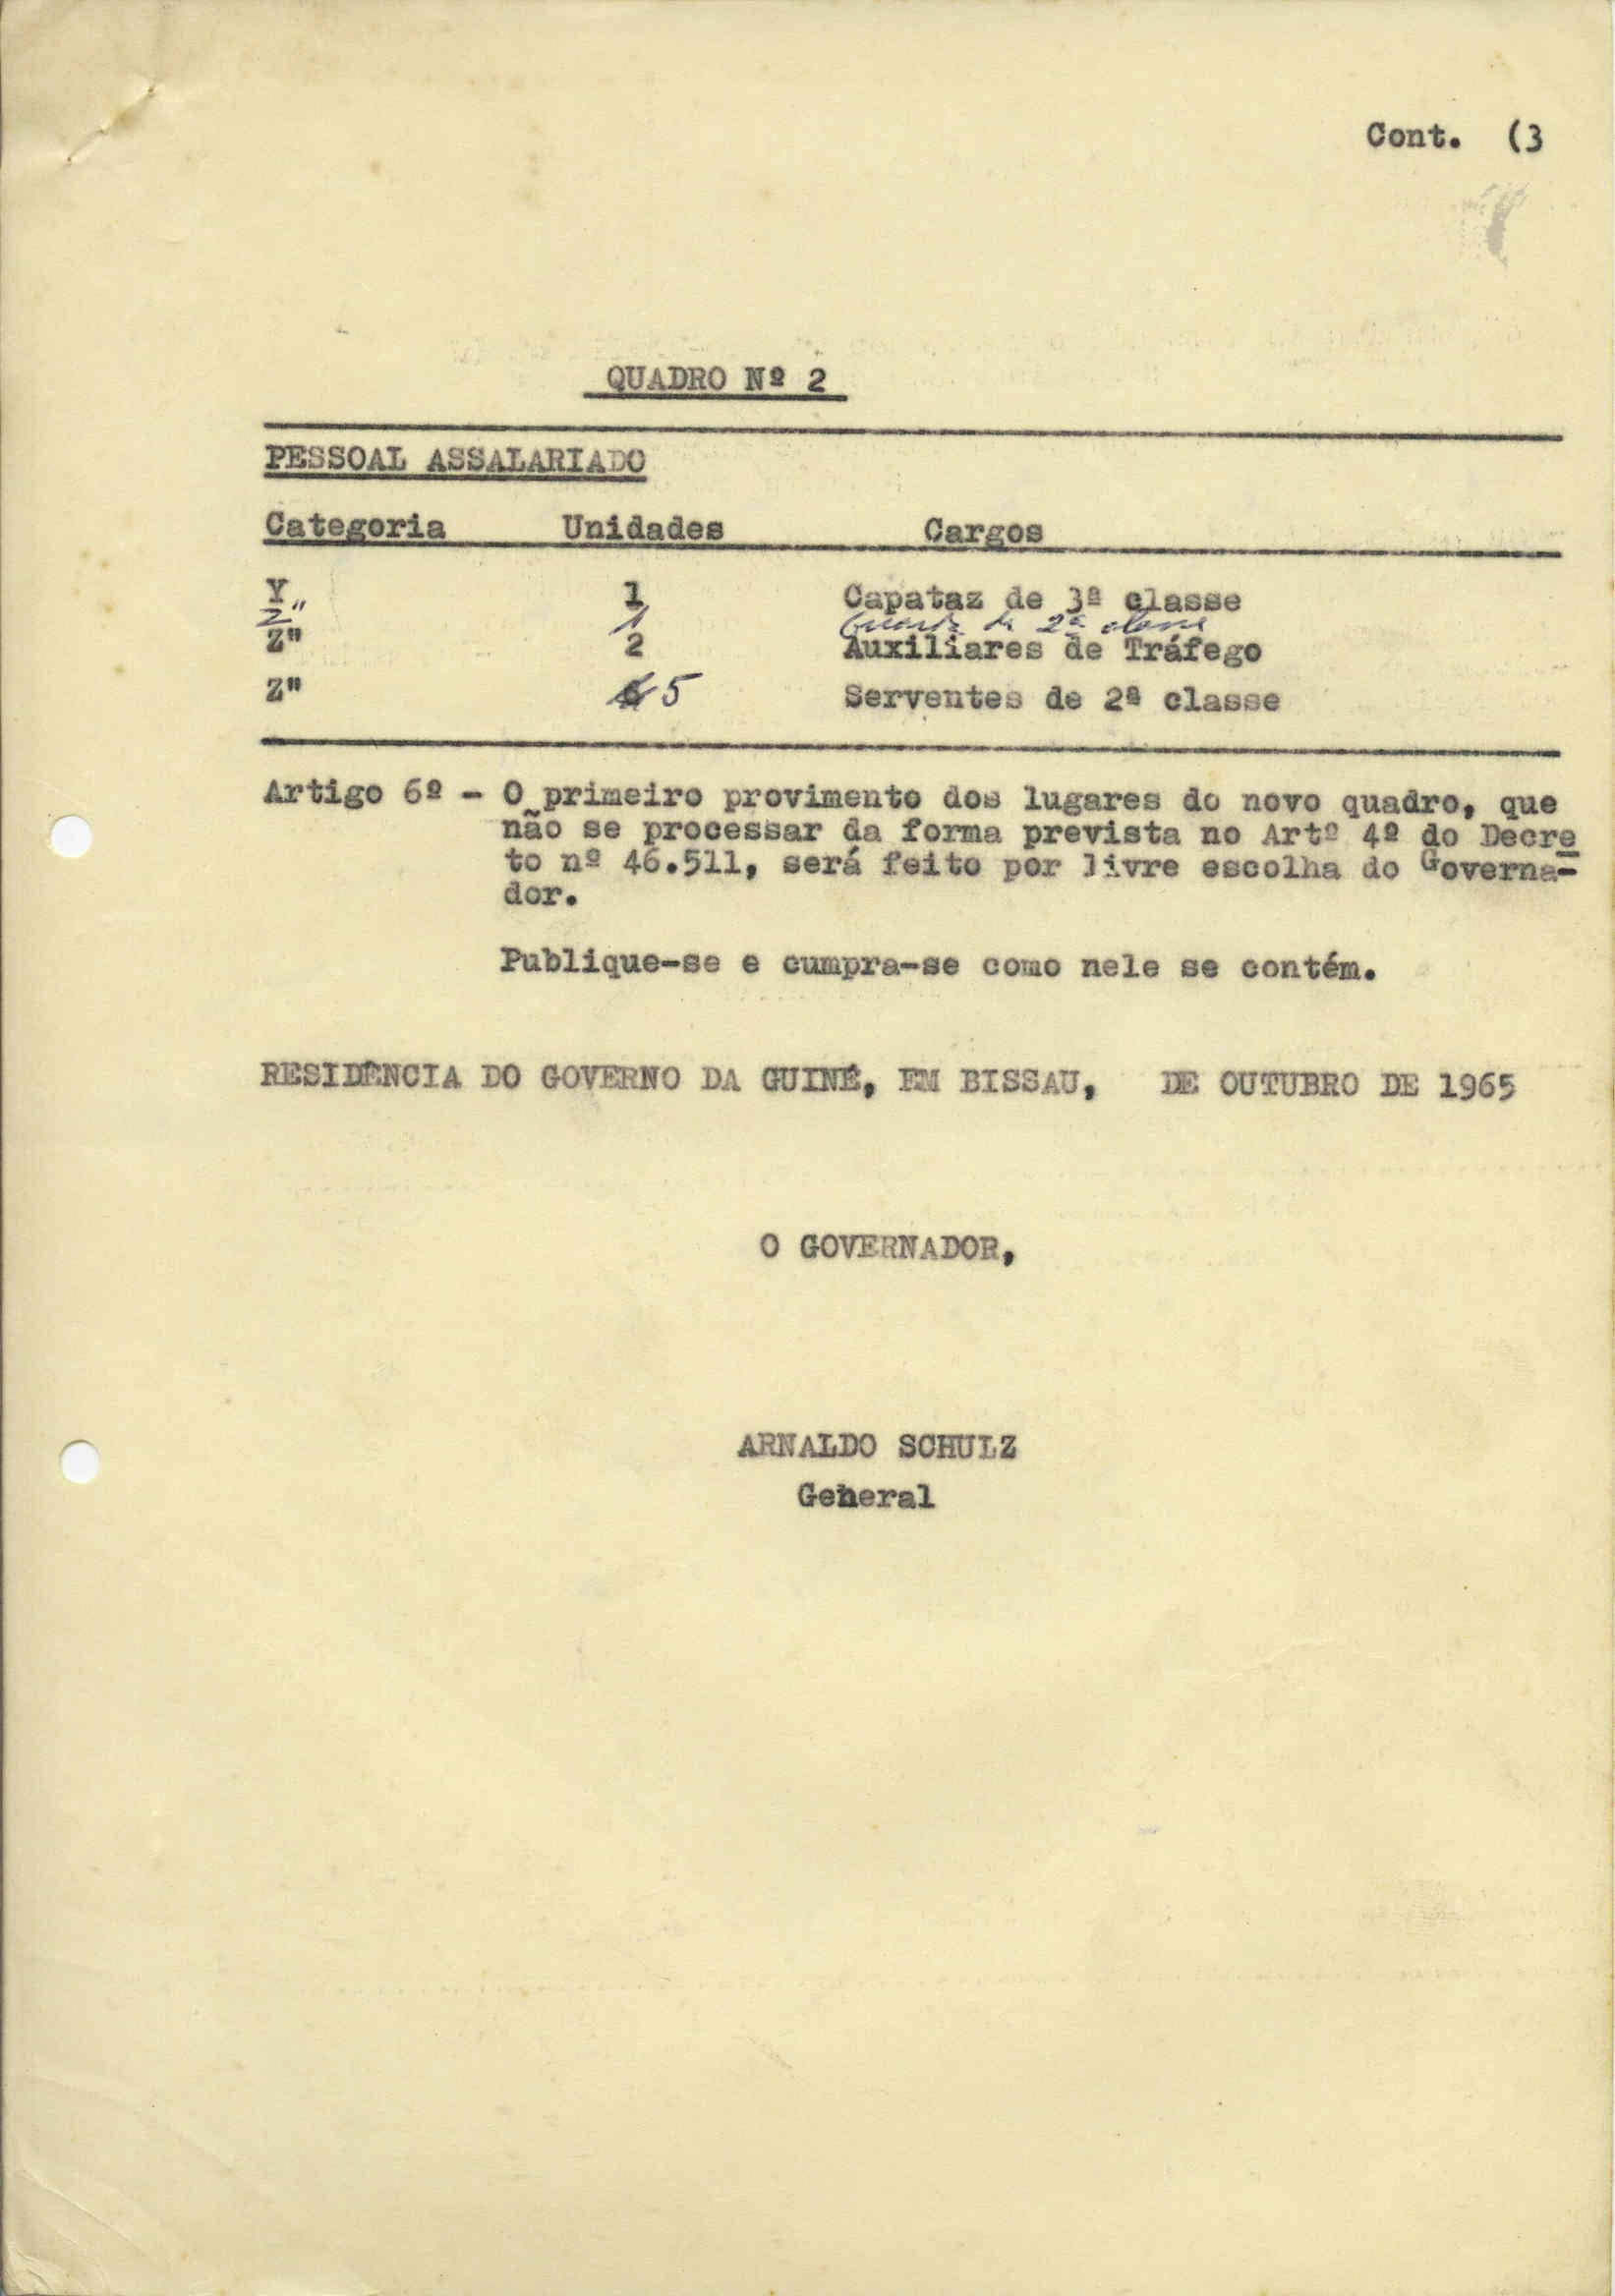 Cont. (3
QUADRO Nº 2
PESSOAL ASSALARIADO
Categoria Unidades Cargos
Y 1 Capataz de 3ª classe
Z" 1 Guarda de 2ª classe
Z" 2 Auxiliares de Tráfego
Z" 6 5 Serventes de 2ª classe
Artigo 6º - O primeiro provimento dos lugares do novo quadro, que
não se processar da forma prevista no Artº 4º do Decre
to nº 46.511, será feito por livre escolha do Governa-
dor.
Publique-se e cumpra-se como nele se contém.
RESIDÊNCIA DO GOVERNO DA GUINÉ, EM BISSAU, DE OUTUBRO DE 1965
O GOVERNADOR,
ARNALDO SCHULZ
General